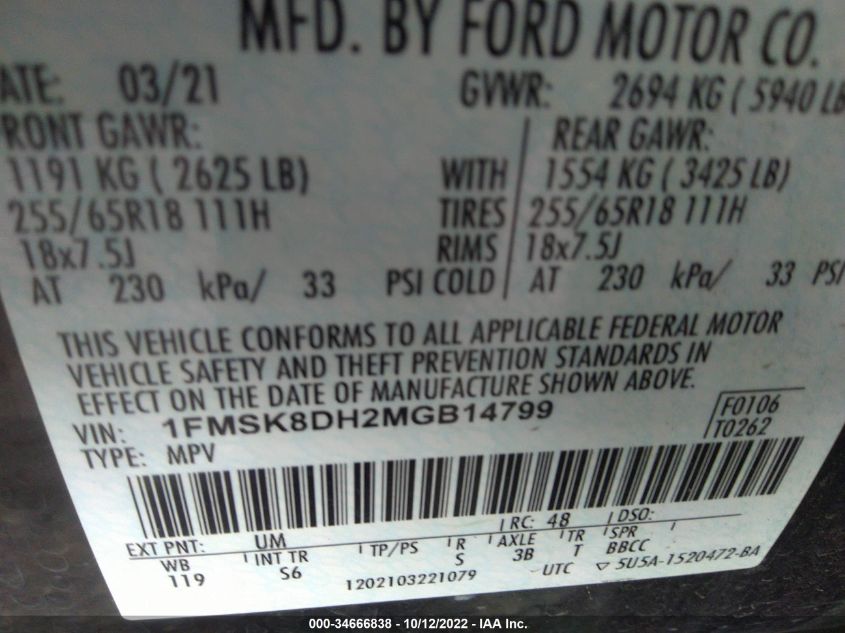 MFD. BY FORD MOTOR CO.
ATE: 03/21 GVWR: 2694 KG ( 5940 LB
RONT GAWR: REAR GAWR:
1191 KG ( 2625 LB) WITH 1554 KG ( 3425 LB)
255/65R18 111H TIRES 255/65R18 111H
18x7.5J RIMS 18x7.5J
AT 230 kPa/ 33 PSI COLD AT 230 kPa/ 33 PSI
THIS VEHICLE CONFORMS TO ALL APPLICABLE FEDERAL MOTOR
VEHICLE SAFETY AND THEFT PREVENTION STANDARDS IN
EFFECT ON THE DATE OF MANUFACTURE SHOWN ABOVE.
VIN: 1FMSK8DH2MGB14799 F0106
TYPE: MPV T0262
EXT PNT: UM RC: 48 DSO:
WB INT TR TP/PS R AXLE TR SPR
119 S6 S 3B T BBCC
1202103221079 UTC ▽ 5U5A-1520472-BA
000-34666838 - 10/12/2022 - IAA Inc.